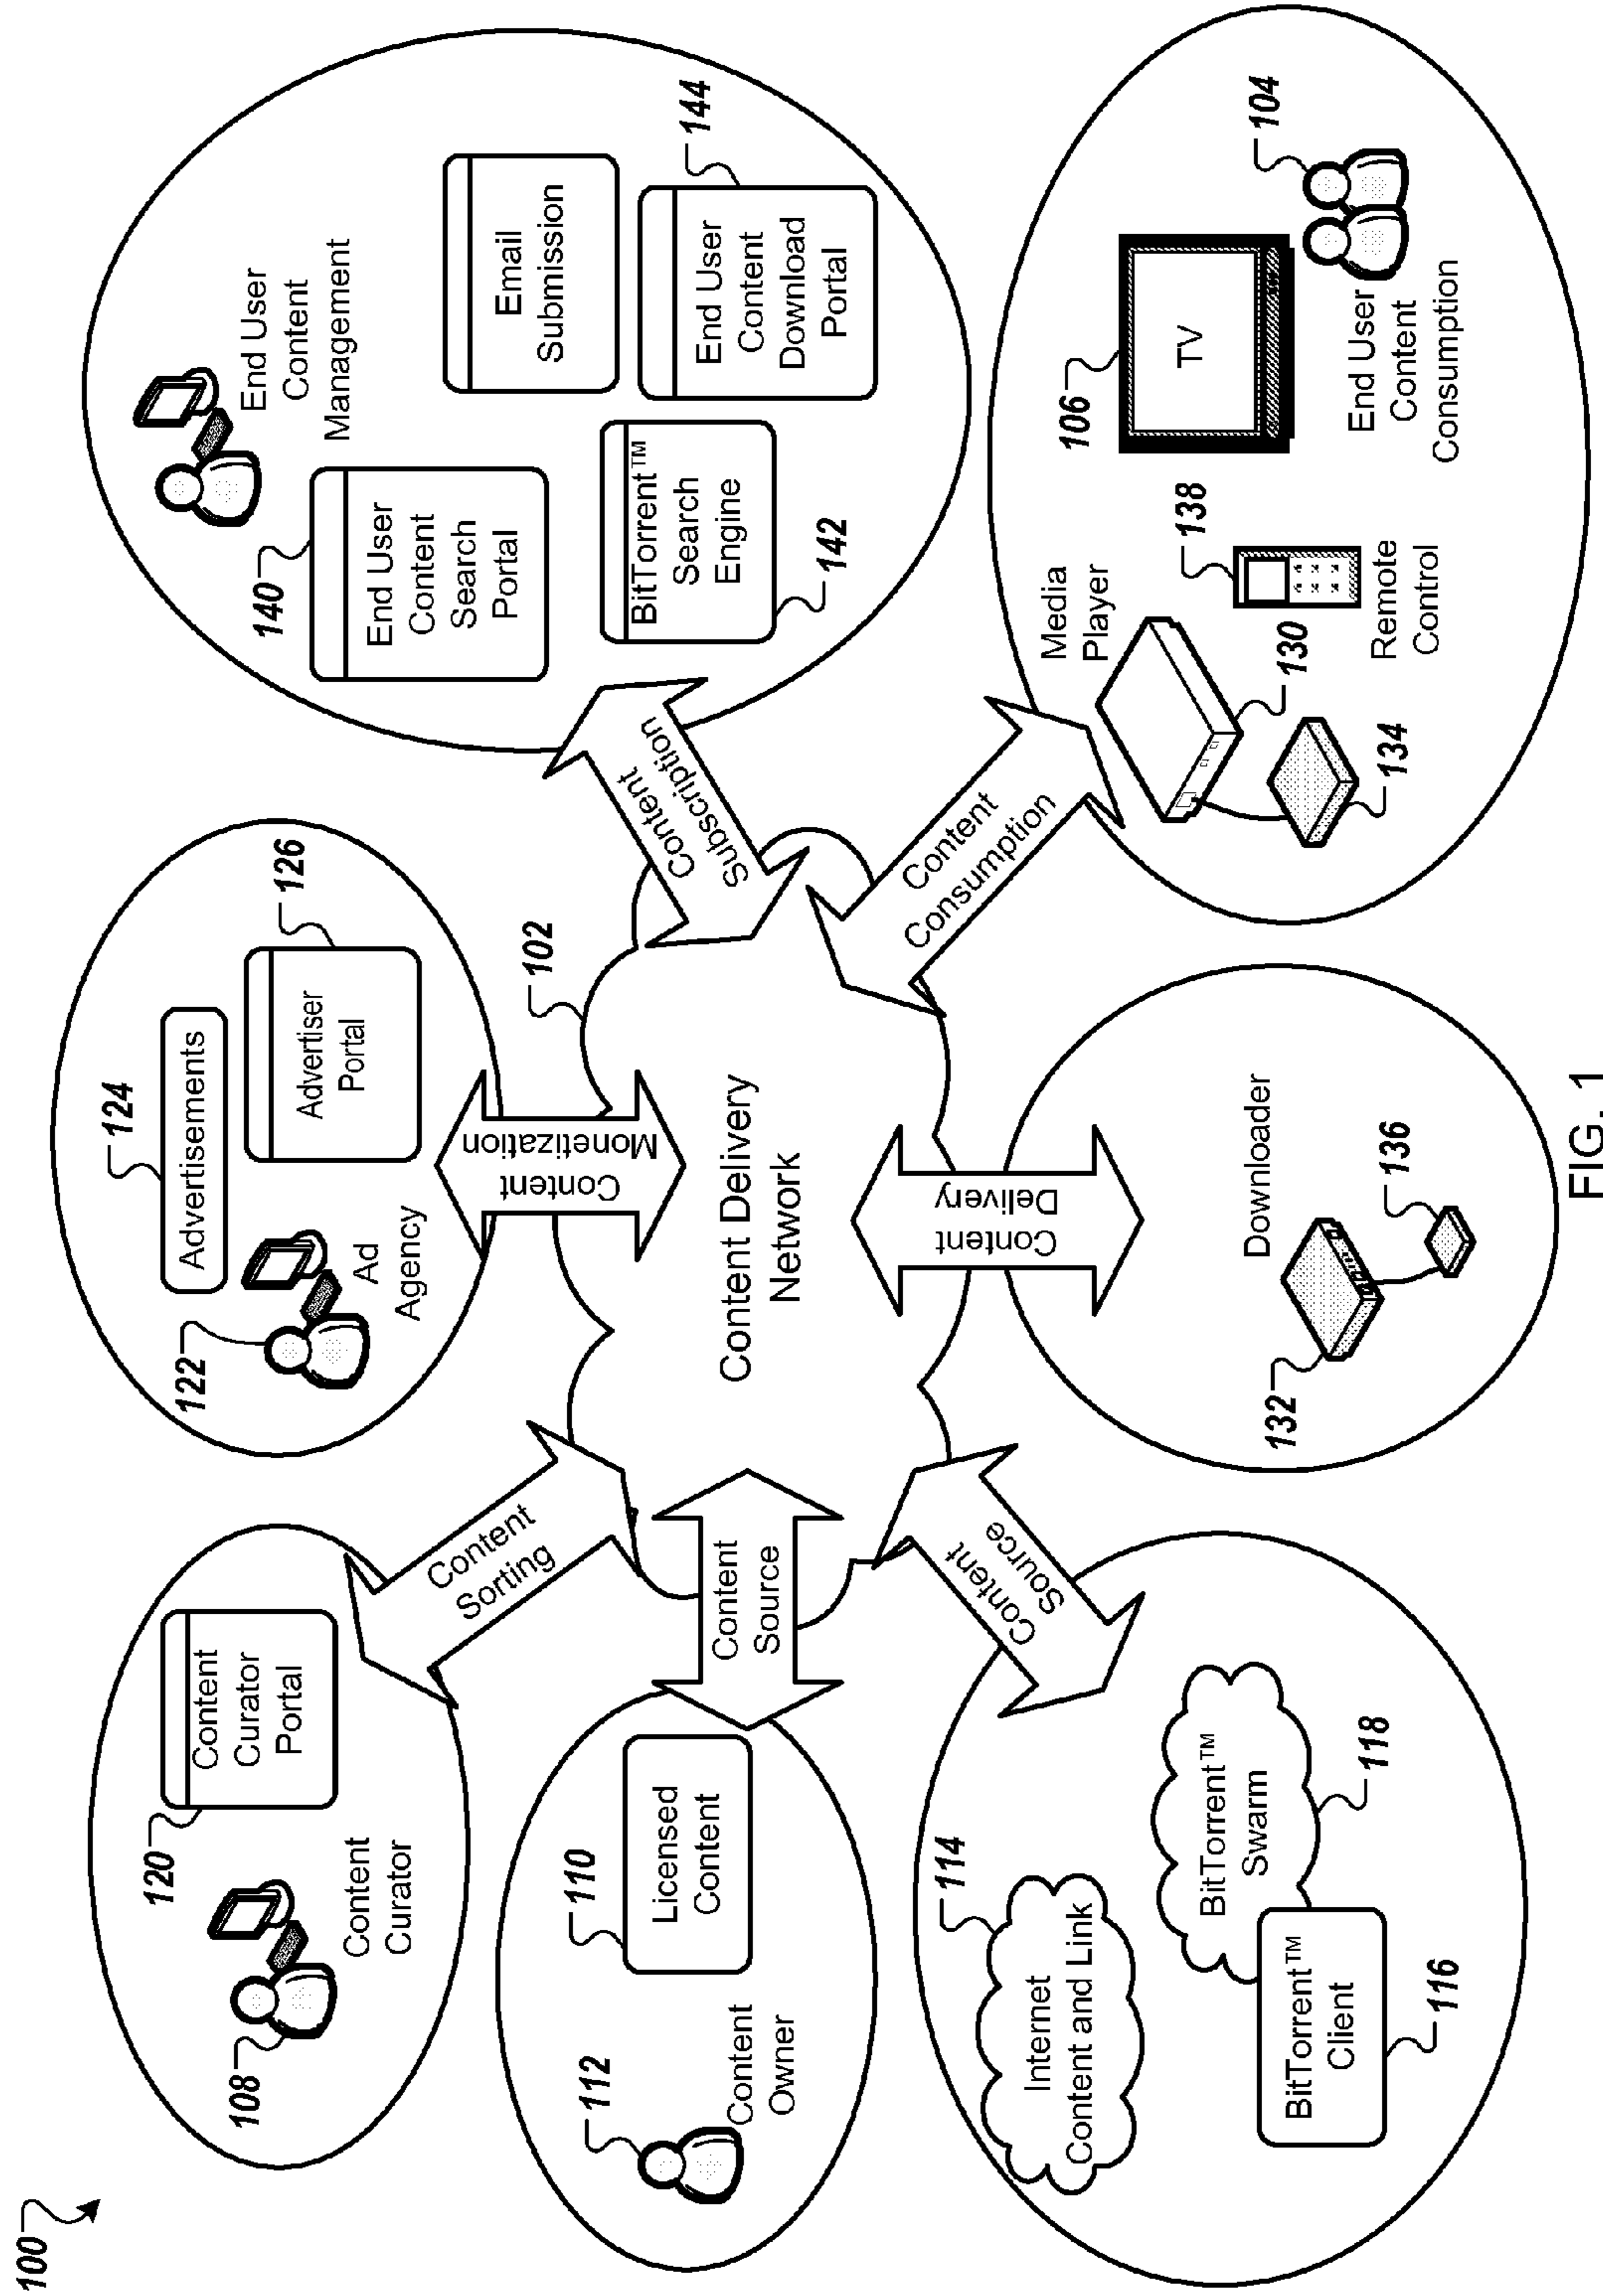 100
108
120
Content
Curator
Portal
Content
Curator
Content
Sorting
122
124
Advertisements
126
Advertiser
Portal
Ad
Agency
Content
Monetization
End User
Content
Management
140
End User
Content
Search
Portal
Email
Submission
BitTorrent™
Search
Engine
142
144
End User
Content
Download
Portal
Content
Subscription
102
Content Delivery
Network
112
Content
Owner
110
Licensed
Content
Content
Source
114
Internet
Content and Link
BitTorrent™
Swarm
118
BitTorrent™
Client
116
Content
Source
Content
Delivery
Downloader
132
136
Content
Consumption
Media
Player
130
134
138
Remote
Control
106
TV
104
End User
Content
Consumption
FIG. 1